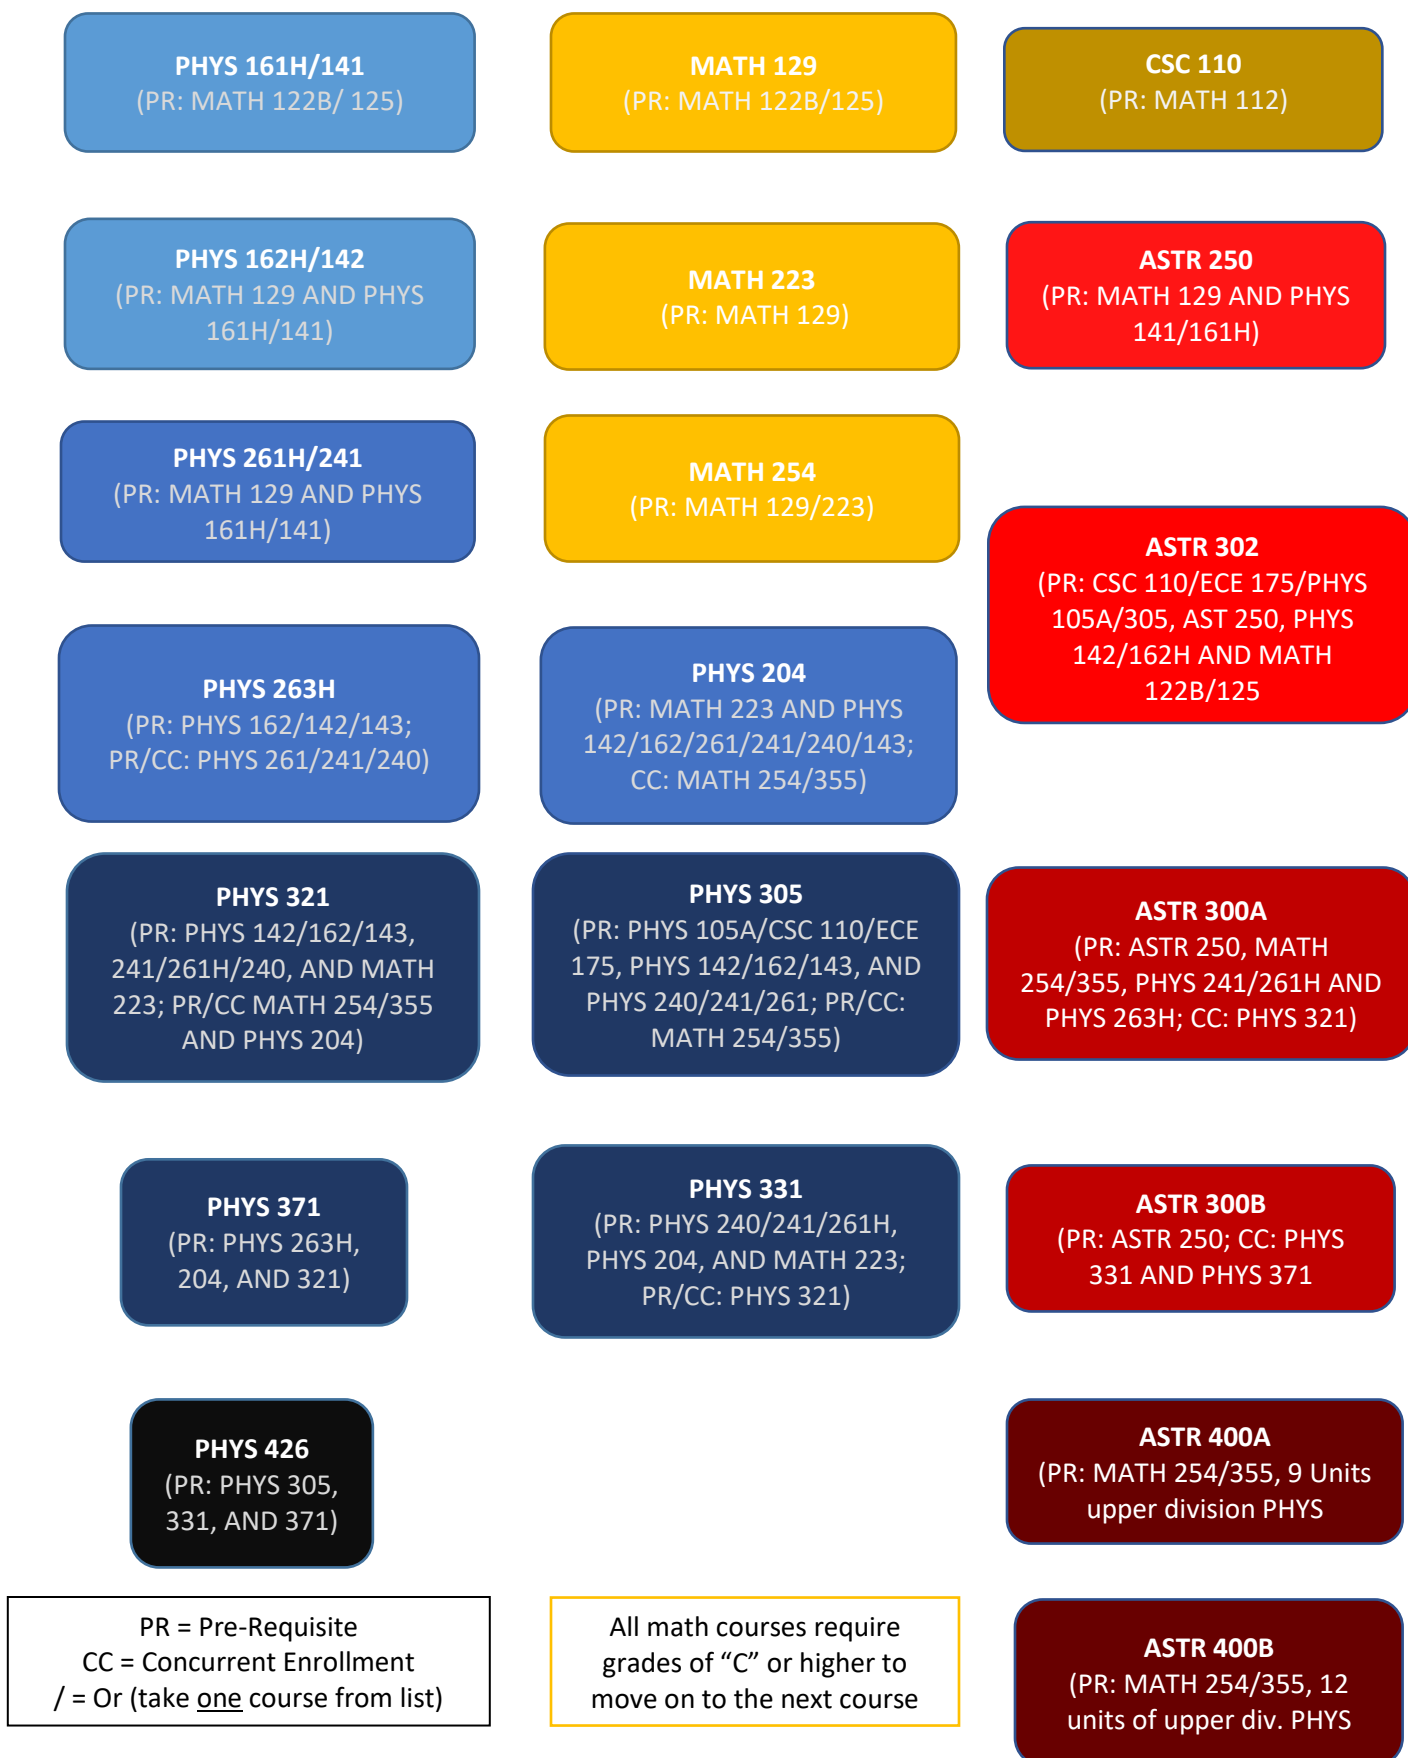 PHYS 161H/141
(PR: MATH 122B/ 125)
MATH 129
(PR: MATH 122B/125)
CSC 110
(PR: MATH 112)
PHYS 162H/142
(PR: MATH 129 AND PHYS
161H/141)
MATH 223
(PR: MATH 129)
ASTR 250
(PR: MATH 129 AND PHYS
141/161H)
PHYS 261H/241
(PR: MATH 129 AND PHYS
161H/141)
MATH 254
(PR: MATH 129/223)
ASTR 302
(PR: CSC 110/ECE 175/PHYS
105A/305, AST 250, PHYS
142/162H AND MATH
122B/125
PHYS 263H
(PR: PHYS 162/142/143;
PR/CC: PHYS 261/241/240)
PHYS 204
(PR: MATH 223 AND PHYS
142/162/261/241/240/143;
CC: MATH 254/355)
PHYS 321
(PR: PHYS 142/162/143,
241/261H/240, AND MATH
223; PR/CC MATH 254/355
AND PHYS 204)
PHYS 305
(PR: PHYS 105A/CSC 110/ECE
175, PHYS 142/162/143, AND
PHYS 240/241/261; PR/CC:
MATH 254/355)
ASTR 300A
(PR: ASTR 250, MATH
254/355, PHYS 241/261H AND
PHYS 263H; CC: PHYS 321)
PHYS 371
(PR: PHYS 263H,
204, AND 321)
PHYS 331
(PR: PHYS 240/241/261H,
PHYS 204, AND MATH 223;
PR/CC: PHYS 321)
ASTR 300B
(PR: ASTR 250; CC: PHYS
331 AND PHYS 371
PHYS 426
(PR: PHYS 305,
331, AND 371)
ASTR 400A
(PR: MATH 254/355, 9 Units
upper division PHYS
PR = Pre-Requisite
CC = Concurrent Enrollment
/ = Or (take one course from list)
All math courses require
grades of “C” or higher to
move on to the next course
ASTR 400B
(PR: MATH 254/355, 12
units of upper div. PHYS